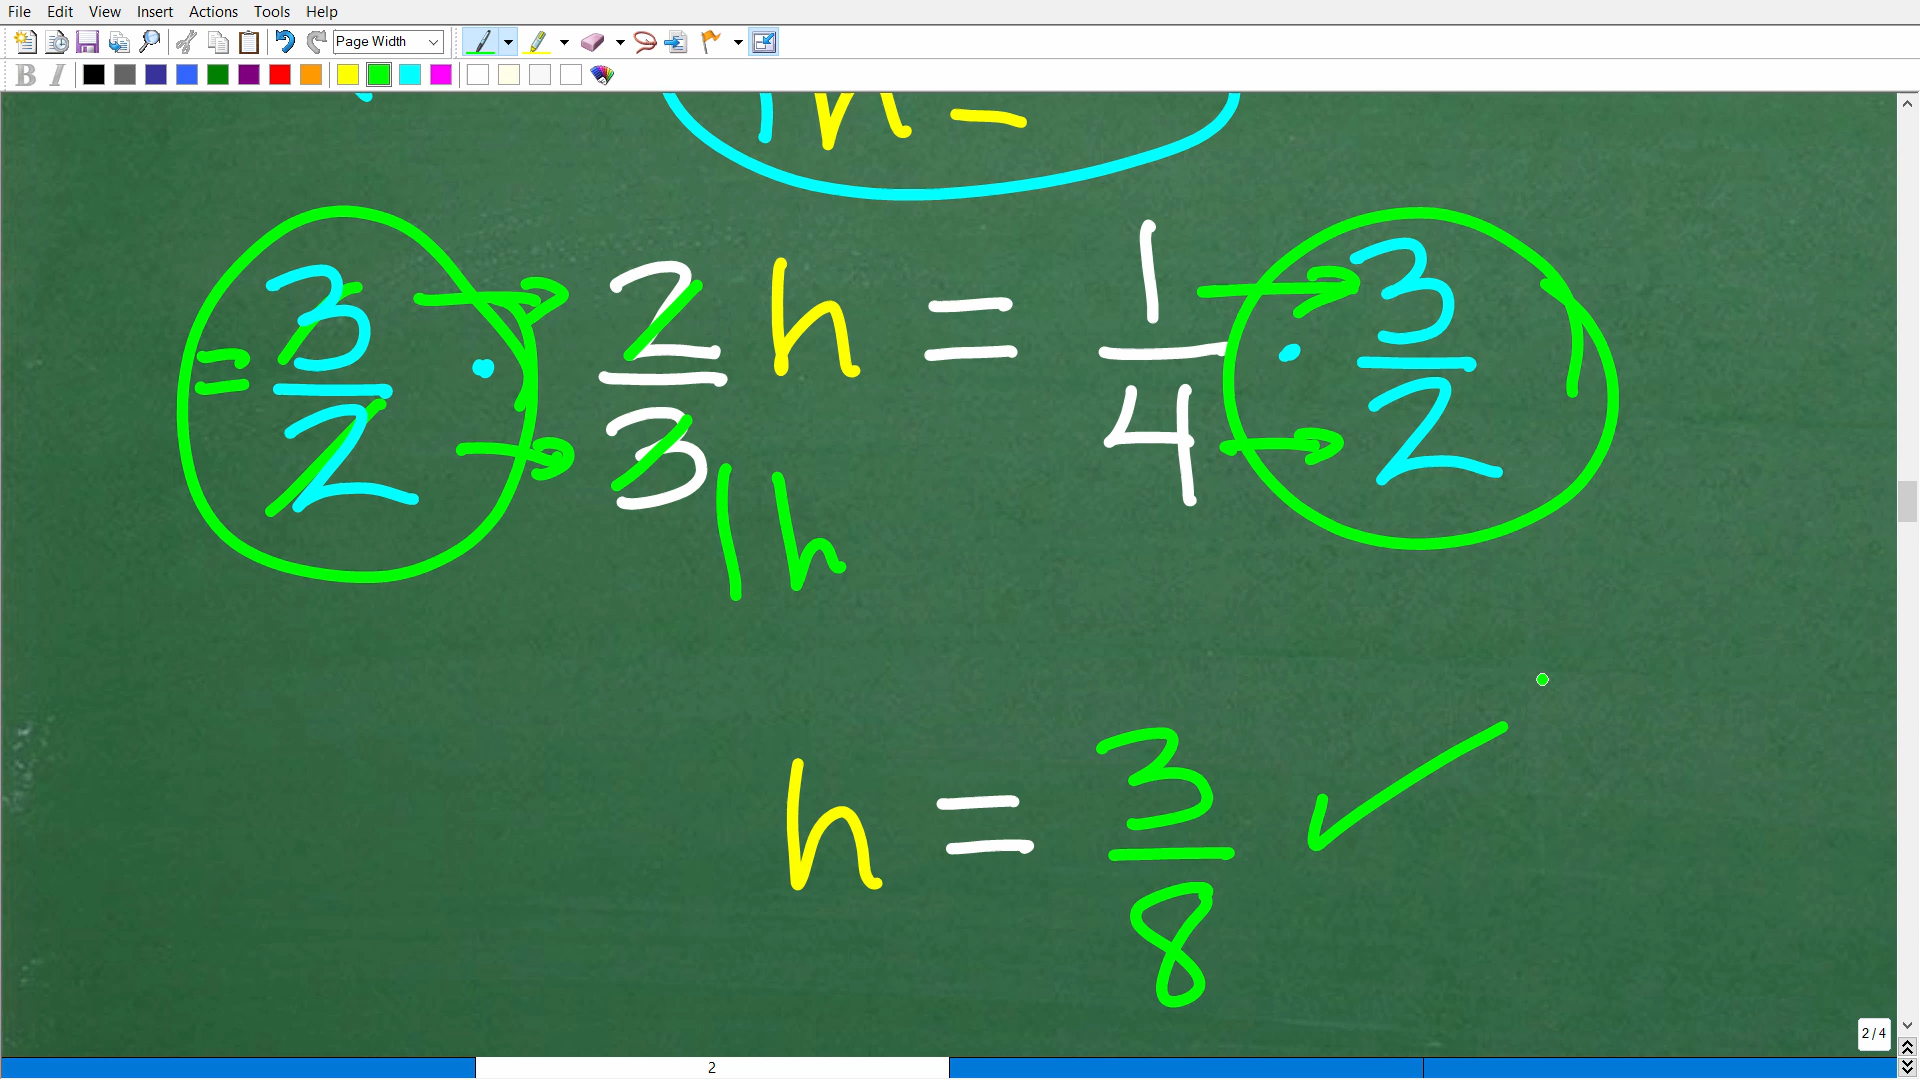 File Edit View Insert Actions Tools Help
Page Width
B I
1h =
= 3/2 · 2/3 h = 1/4 · 3/2
1h
h = 3/8 ✓
2 / 4
2